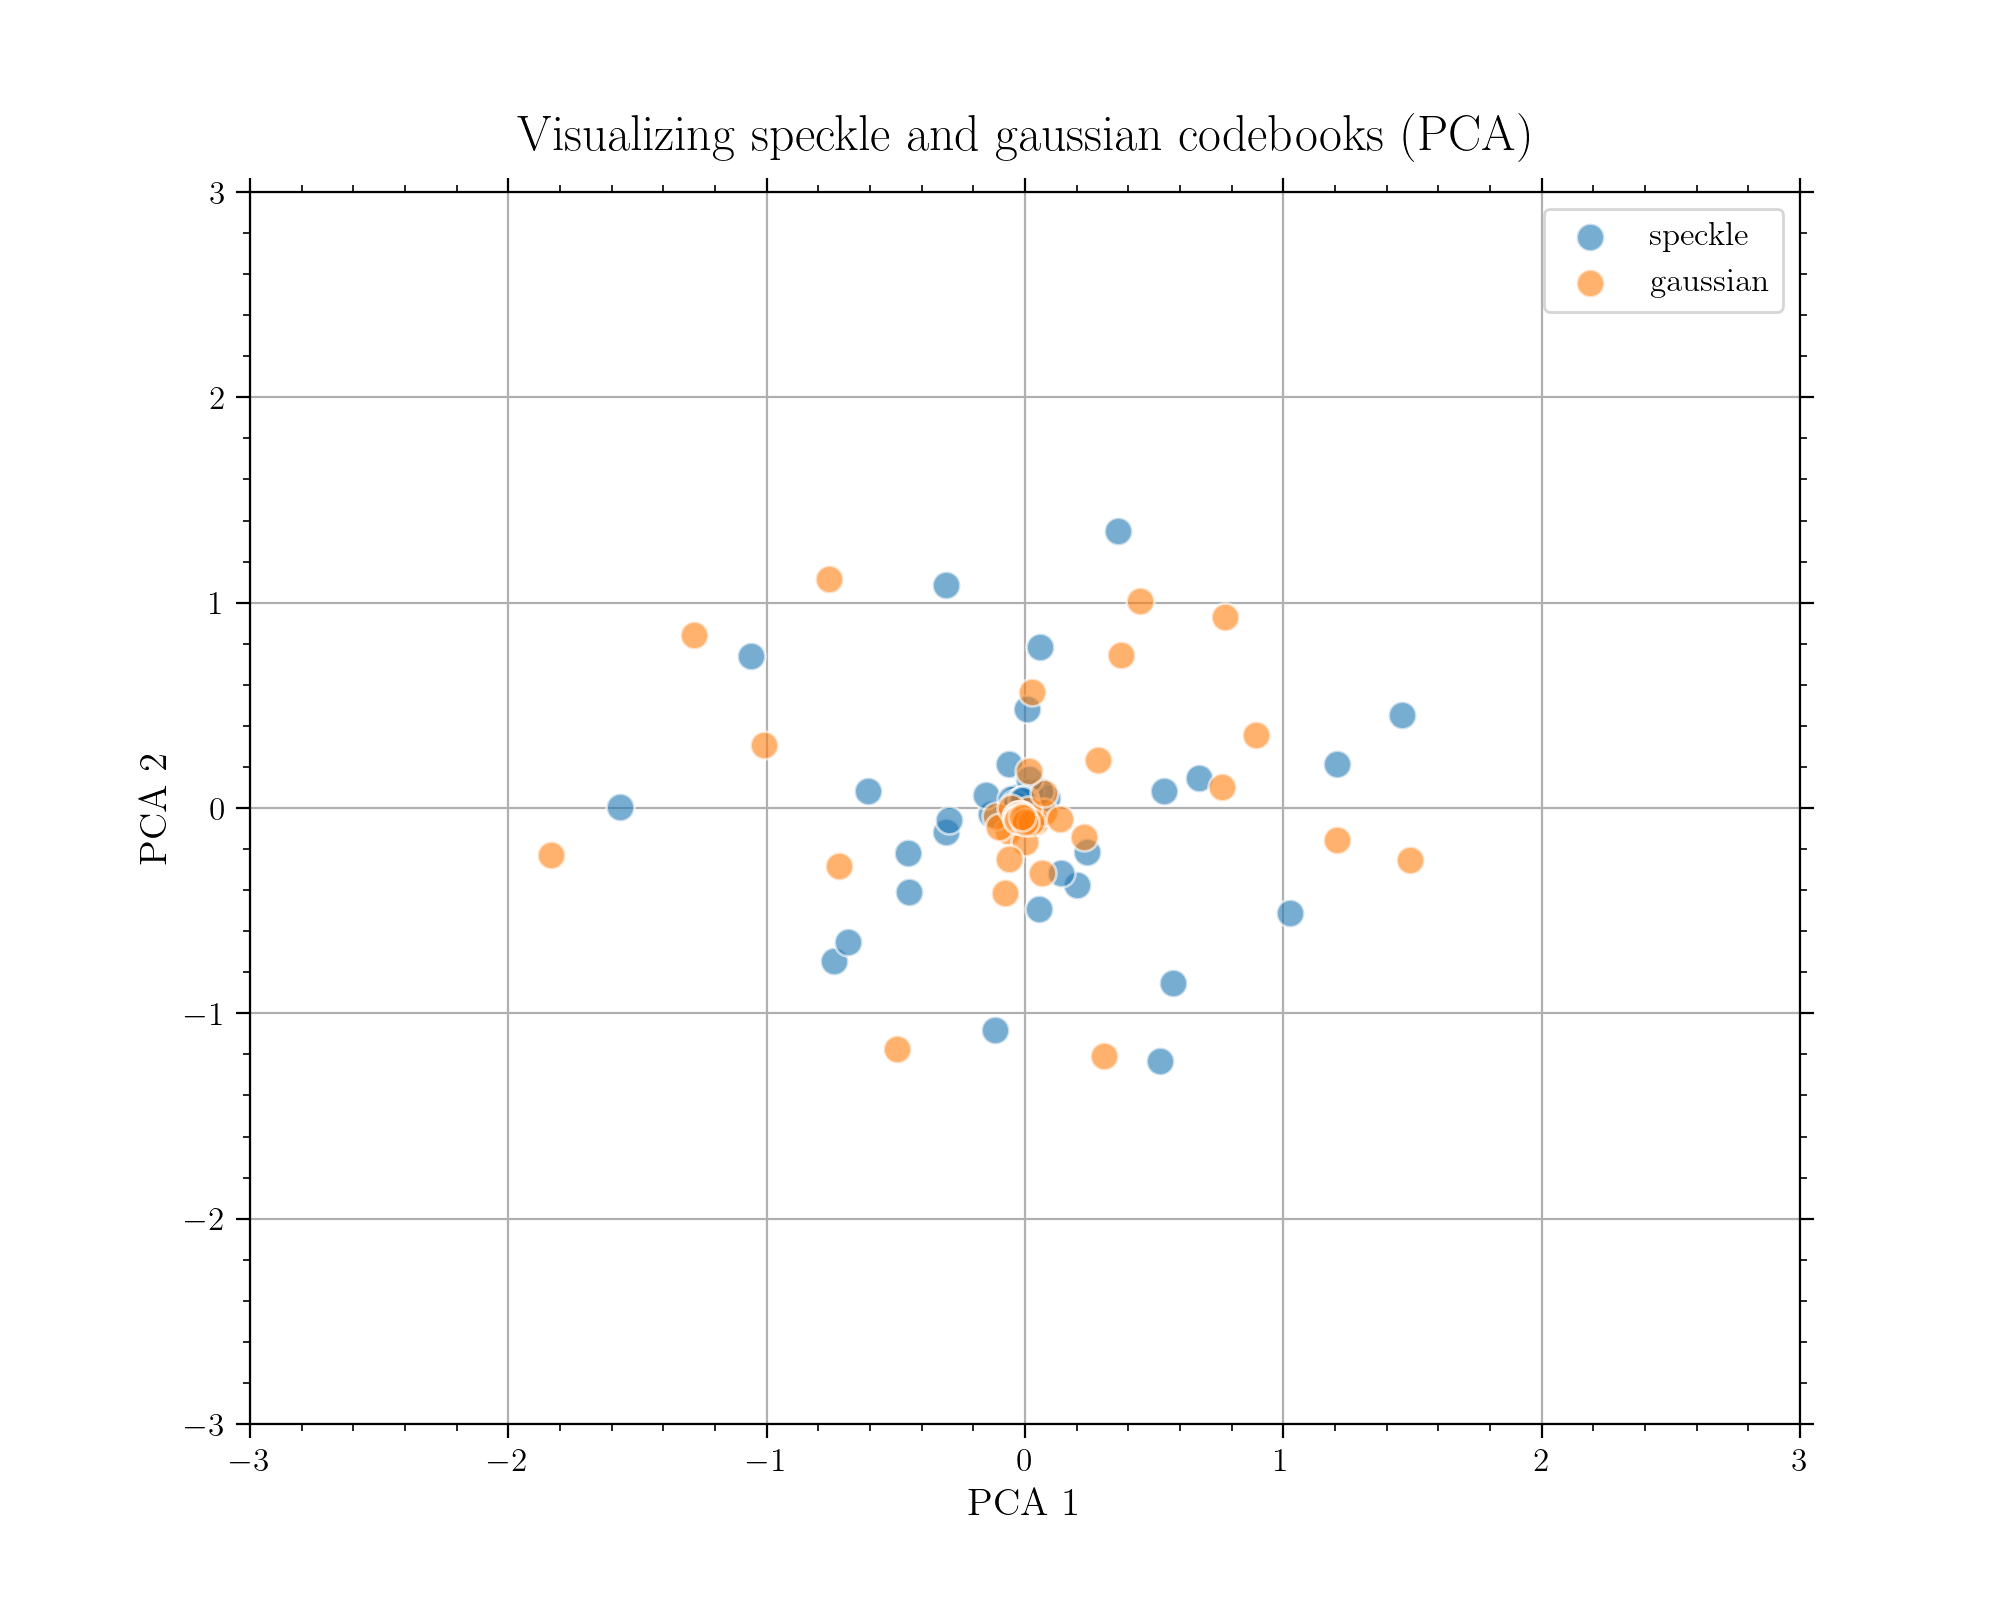 Visualizing speckle and gaussian codebooks (PCA)
speckle
gaussian
3
2
1
0
−1
−2
−3
PCA 2
−3 −2 −1 0 1 2 3
PCA 1